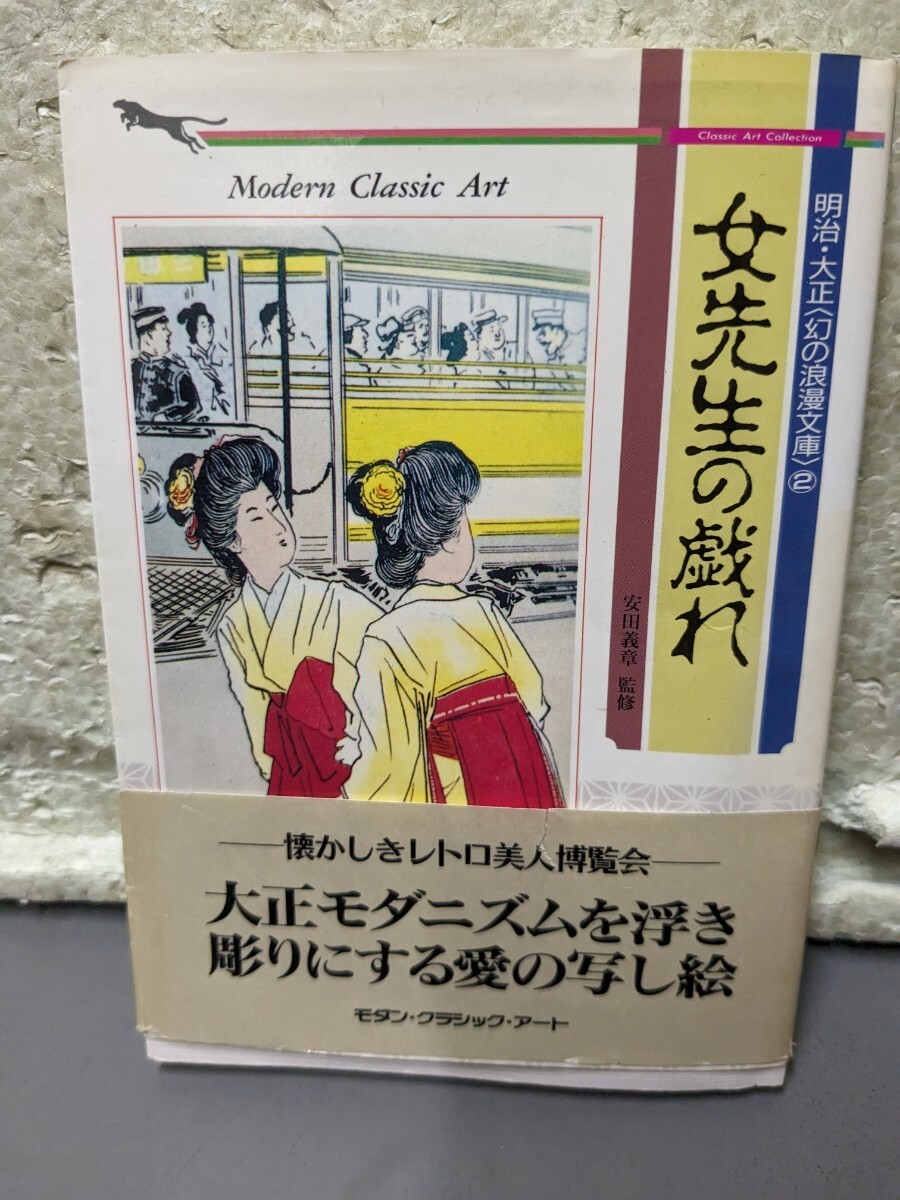 Classic Art Collection
Modern Classic Art
明治・大正〈幻の浪漫文庫〉②
女先生の戯れ
安田義章 監修
──懐かしきレトロ美人博覧会──
大正モダニズムを浮き
彫りにする愛の写し絵
モダン・クラシック・アート